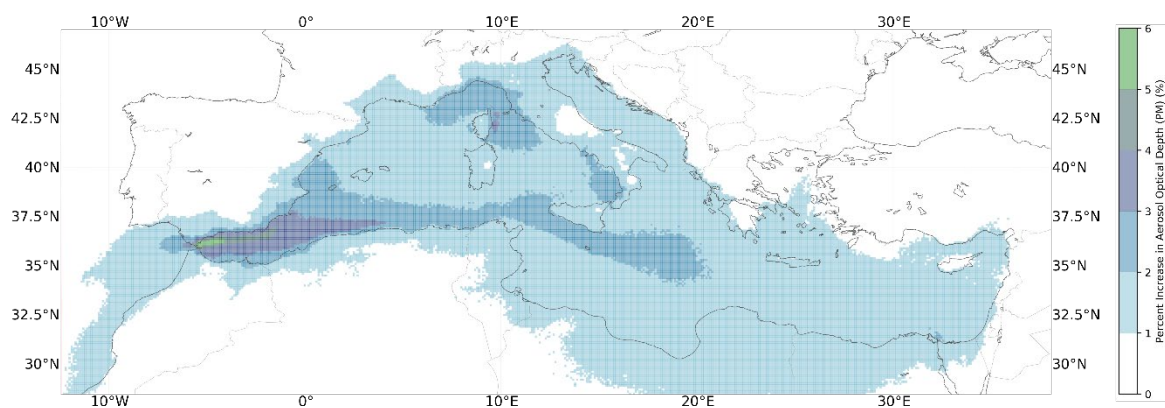 10°W 0° 10°E 20°E 30°E
45°N 45°N
42.5°N 42.5°N
40°N 40°N
37.5°N 37.5°N
35°N 35°N
32.5°N 32.5°N
30°N 30°N
10°W 0° 10°E 20°E 30°E
6
5
4
3
2
1
0
Percent Increase in Aerosol Optical Depth (PM) (%)